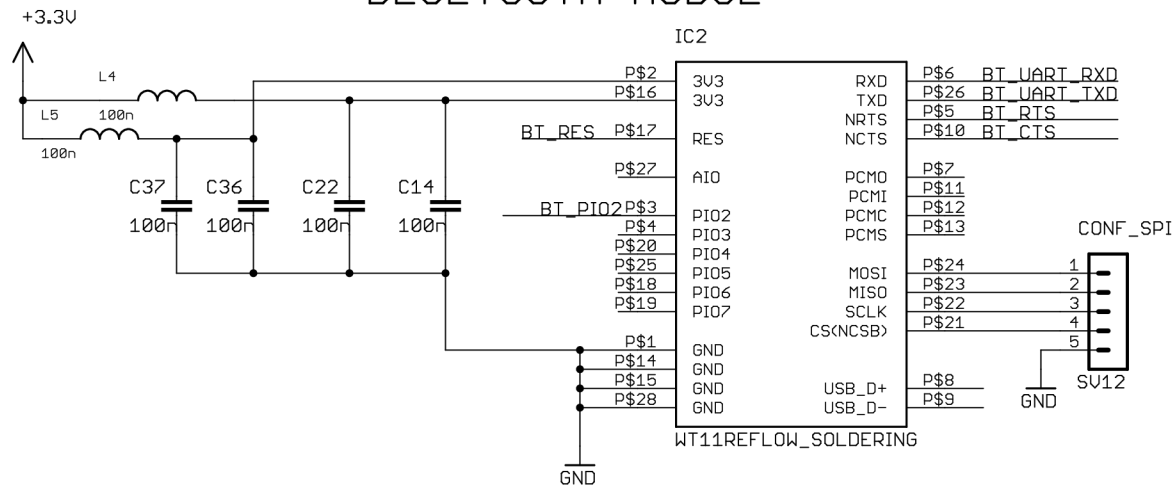 BLUETOOTH MODUL
+3.3V
IC2
L4
100n
L5
100n
C37
100n
C36
100n
C22
100n
C14
100n
BT_RES
BT_PIO2
P$2 3V3
P$16 3V3
P$17 RES
P$27 AIO
P$3 PIO2
P$4 PIO3
P$20 PIO4
P$25 PIO5
P$18 PIO6
P$19 PIO7
P$1 GND
P$14 GND
P$15 GND
P$28 GND
GND
RXD P$6 BT_UART_RXD
TXD P$26 BT_UART_TXD
NRTS P$5 BT_RTS
NCTS P$10 BT_CTS
PCMO P$7
PCMI P$11
PCMC P$12
PCMS P$13
MOSI P$24
MISO P$23
SCLK P$22
CS(NCSB) P$21
USB_D+ P$8
USB_D- P$9
WT11REFLOW_SOLDERING
CONF_SPI
1
2
3
4
5
SV12
GND